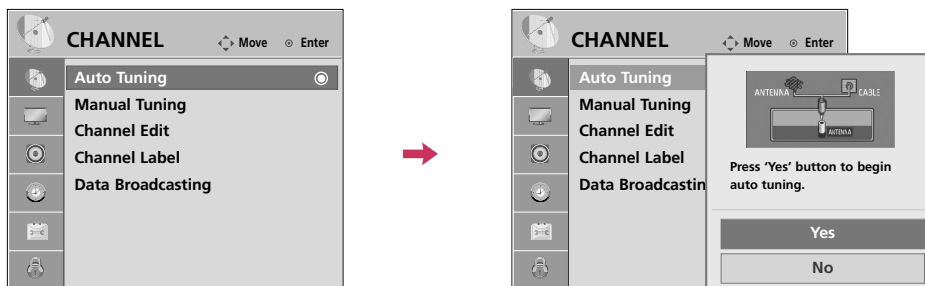 CHANNEL
Move Enter
Auto Tuning
Manual Tuning
Channel Edit
Channel Label
Data Broadcasting
CHANNEL
Move Enter
Auto Tuning
Manual Tuning
Channel Edit
Channel Label
Data Broadcastin
ANTENNA
CABLE
ANTENNA
Press ‘Yes’ button to begin
auto tuning.
Yes
No